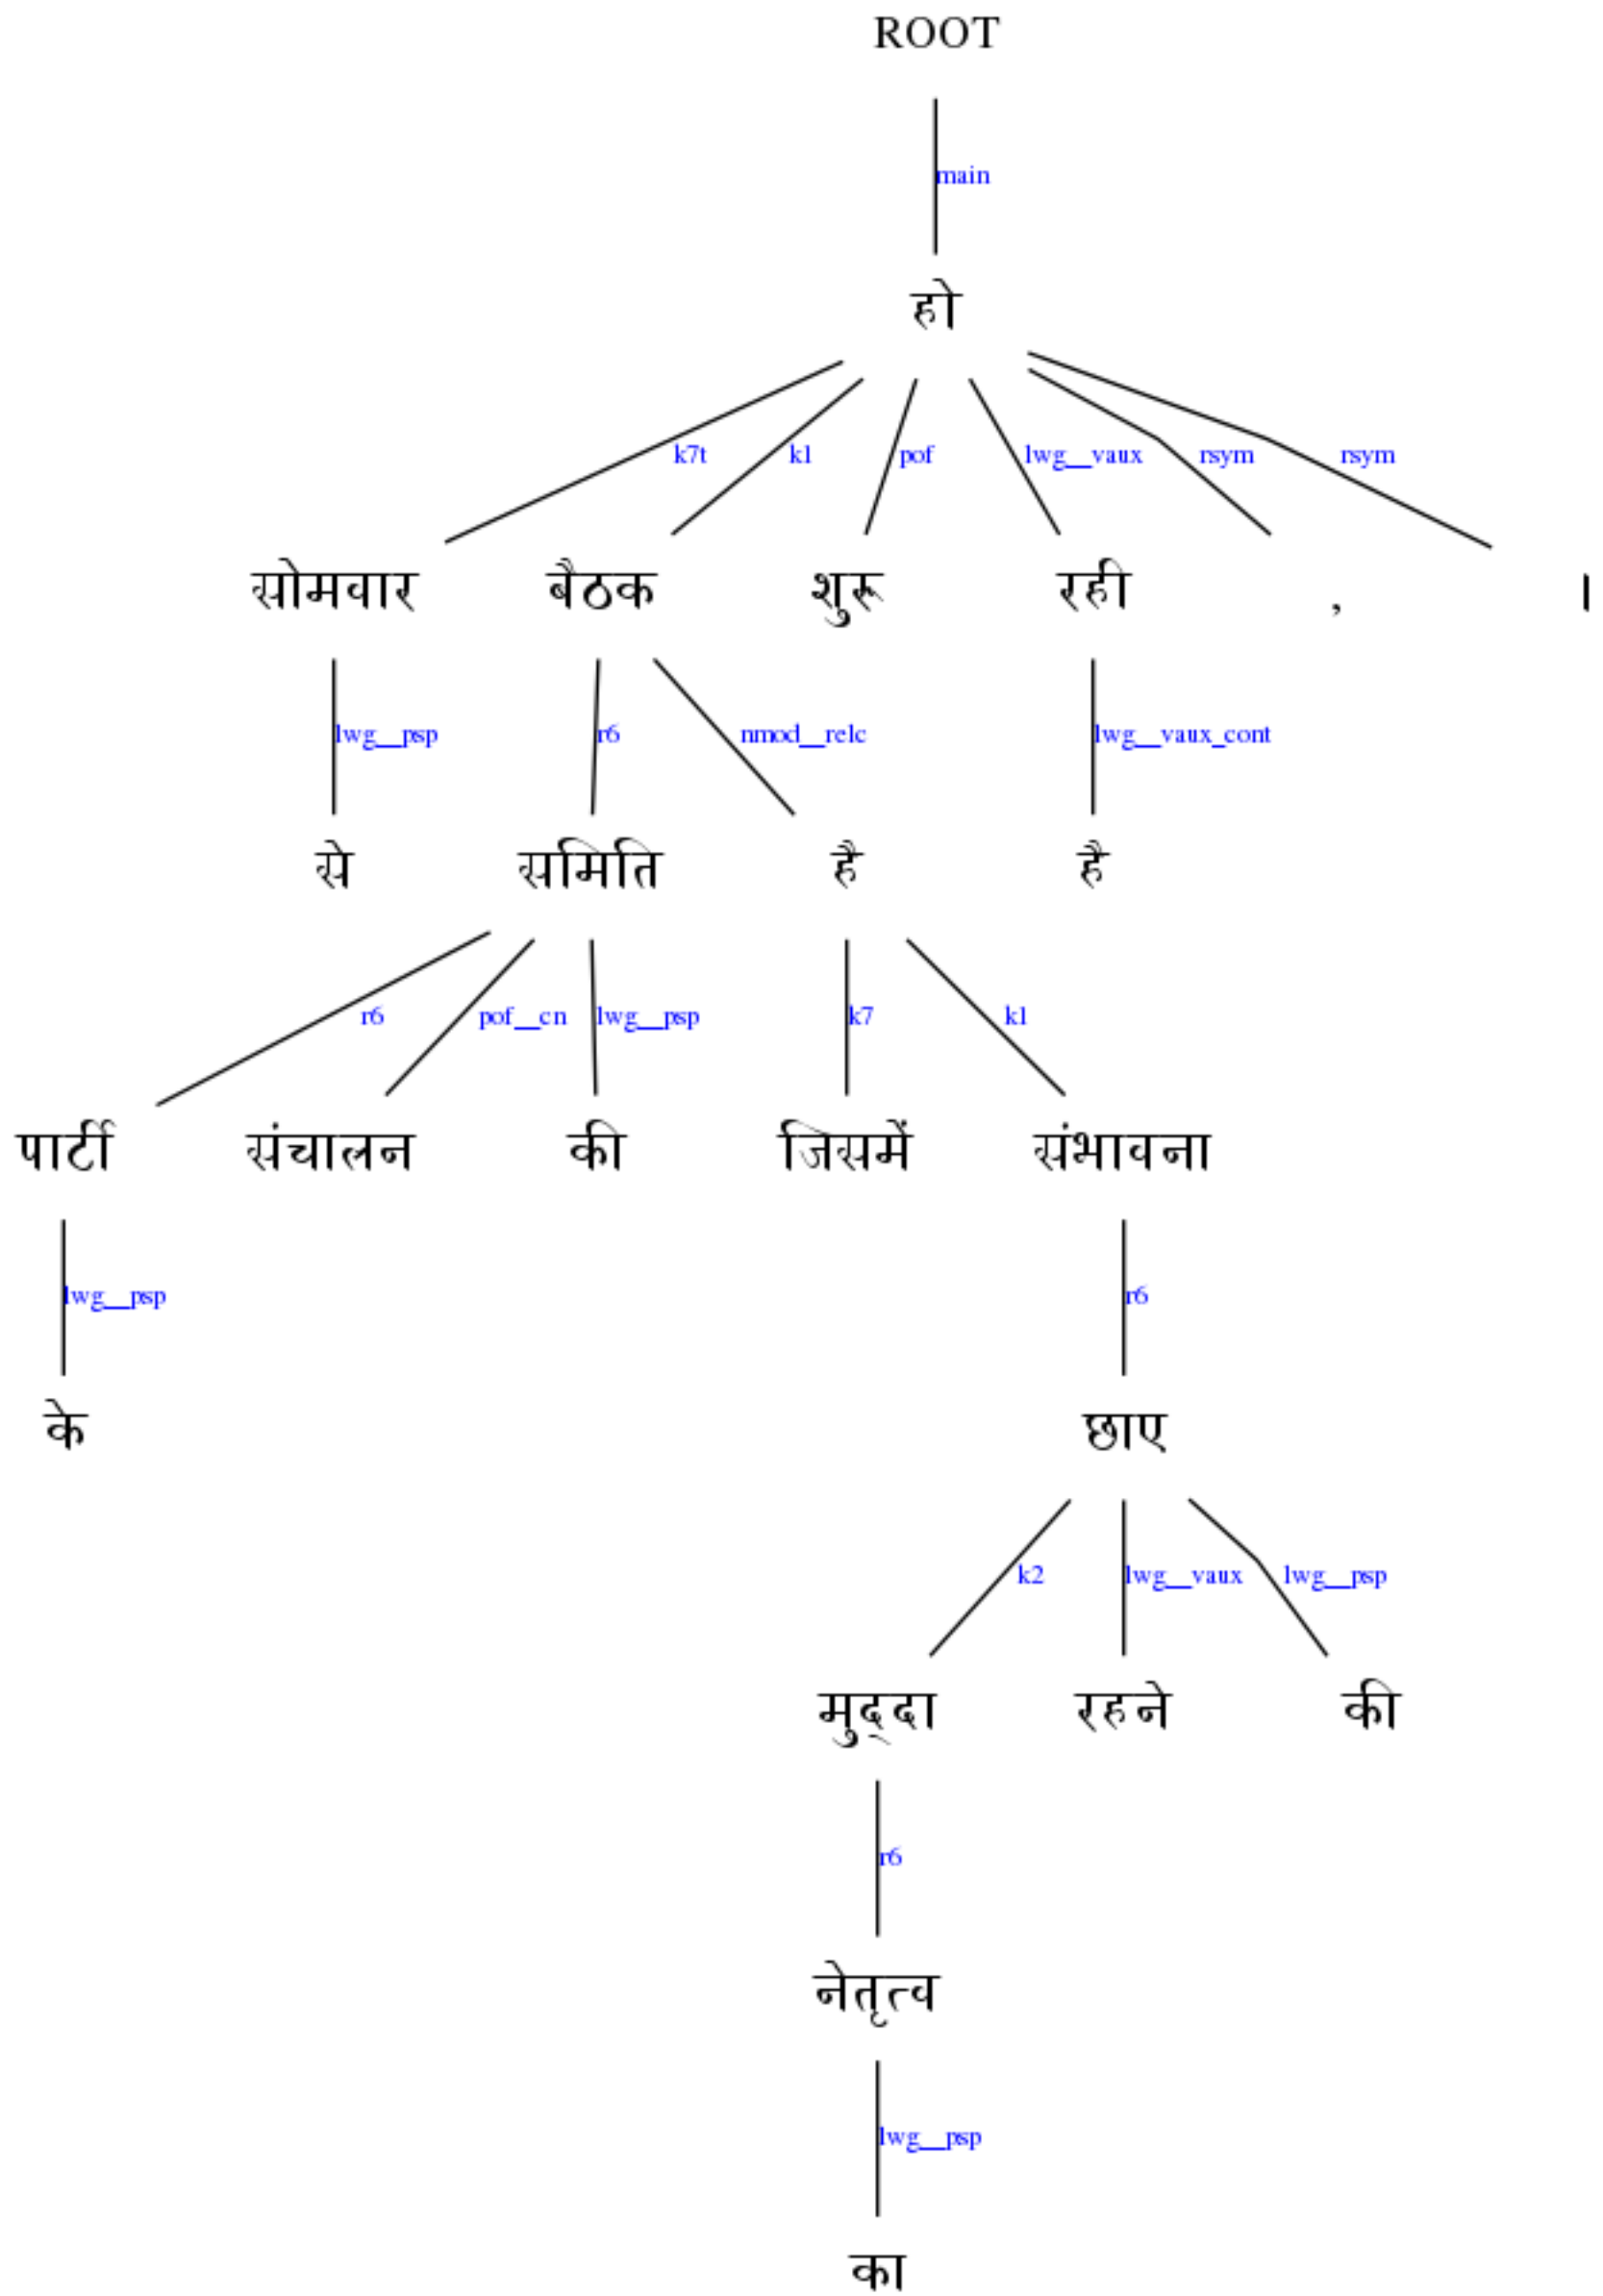 ROOT
main
हो
k7t k1 pof lwg__vaux rsym rsym
सोमवार बैठक शुरू रही , ।
lwg__psp r6 nmod__relc lwg__vaux_cont
से समिति है है
r6 pof__cn lwg__psp k7 k1
पार्टी संचालन की जिसमें संभावना
lwg__psp r6
के छाए
k2 lwg__vaux lwg__psp
मुद्दा रहने की
r6
नेतृत्व
lwg__psp
का